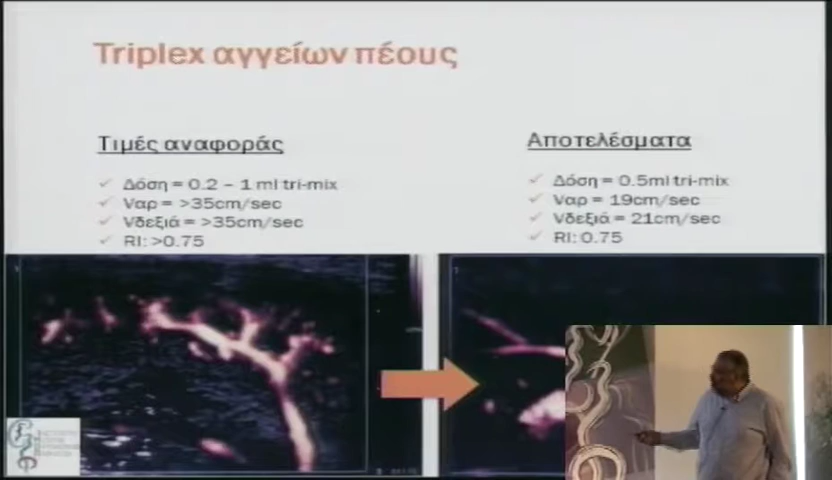 Triplex αγγείων πέους
Τιμές αναφοράς
Δόση = 0.2 – 1 ml tri-mix
Vαρ = >35cm/sec
Vδεξιά = >35cm/sec
RI: >0.75
Αποτελέσματα
Δόση = 0.5ml tri-mix
Vαρ = 19cm/sec
Vδεξιά = 21cm/sec
RI: 0.75